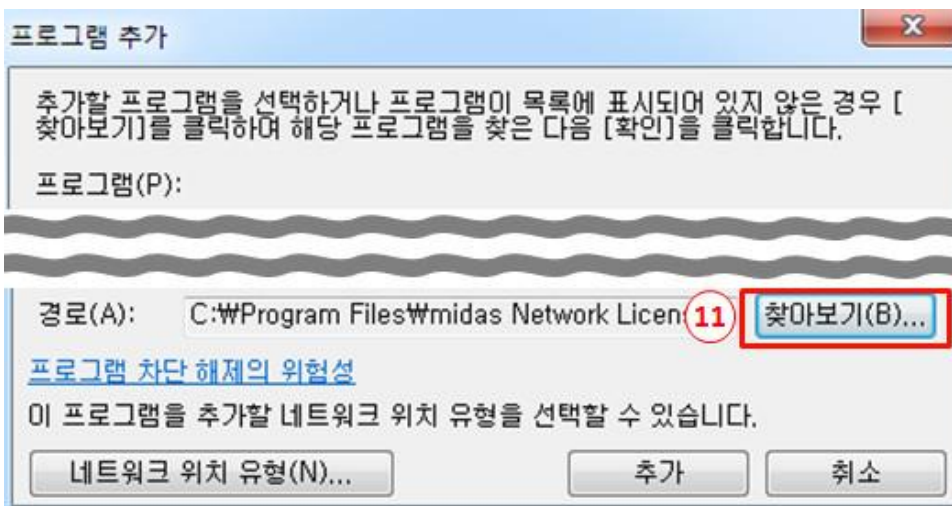 프로그램 추가
추가할 프로그램을 선택하거나 프로그램이 목록에 표시되어 있지 않은 경우 [
찾아보기]를 클릭하여 해당 프로그램을 찾은 다음 [확인]을 클릭합니다.
프로그램(P):
경로(A): C:₩Program Files₩midas Network Licens 11 찾아보기(B)...
프로그램 차단 해제의 위험성
이 프로그램을 추가할 네트워크 위치 유형을 선택할 수 있습니다.
네트워크 위치 유형(N)... 추가 취소